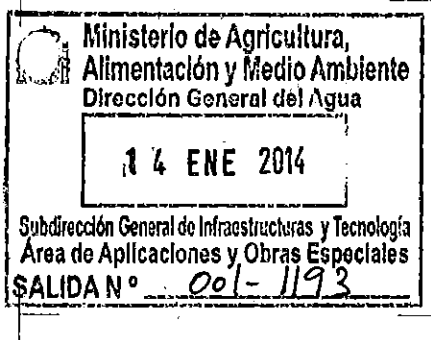 Ministerio de Agricultura,
Alimentación y Medio Ambiente
Dirección General del Agua
14 ENE 2014
Subdirección General de Infraestructuras y Tecnología
Área de Aplicaciones y Obras Especiales
SALIDA Nº 001-1193